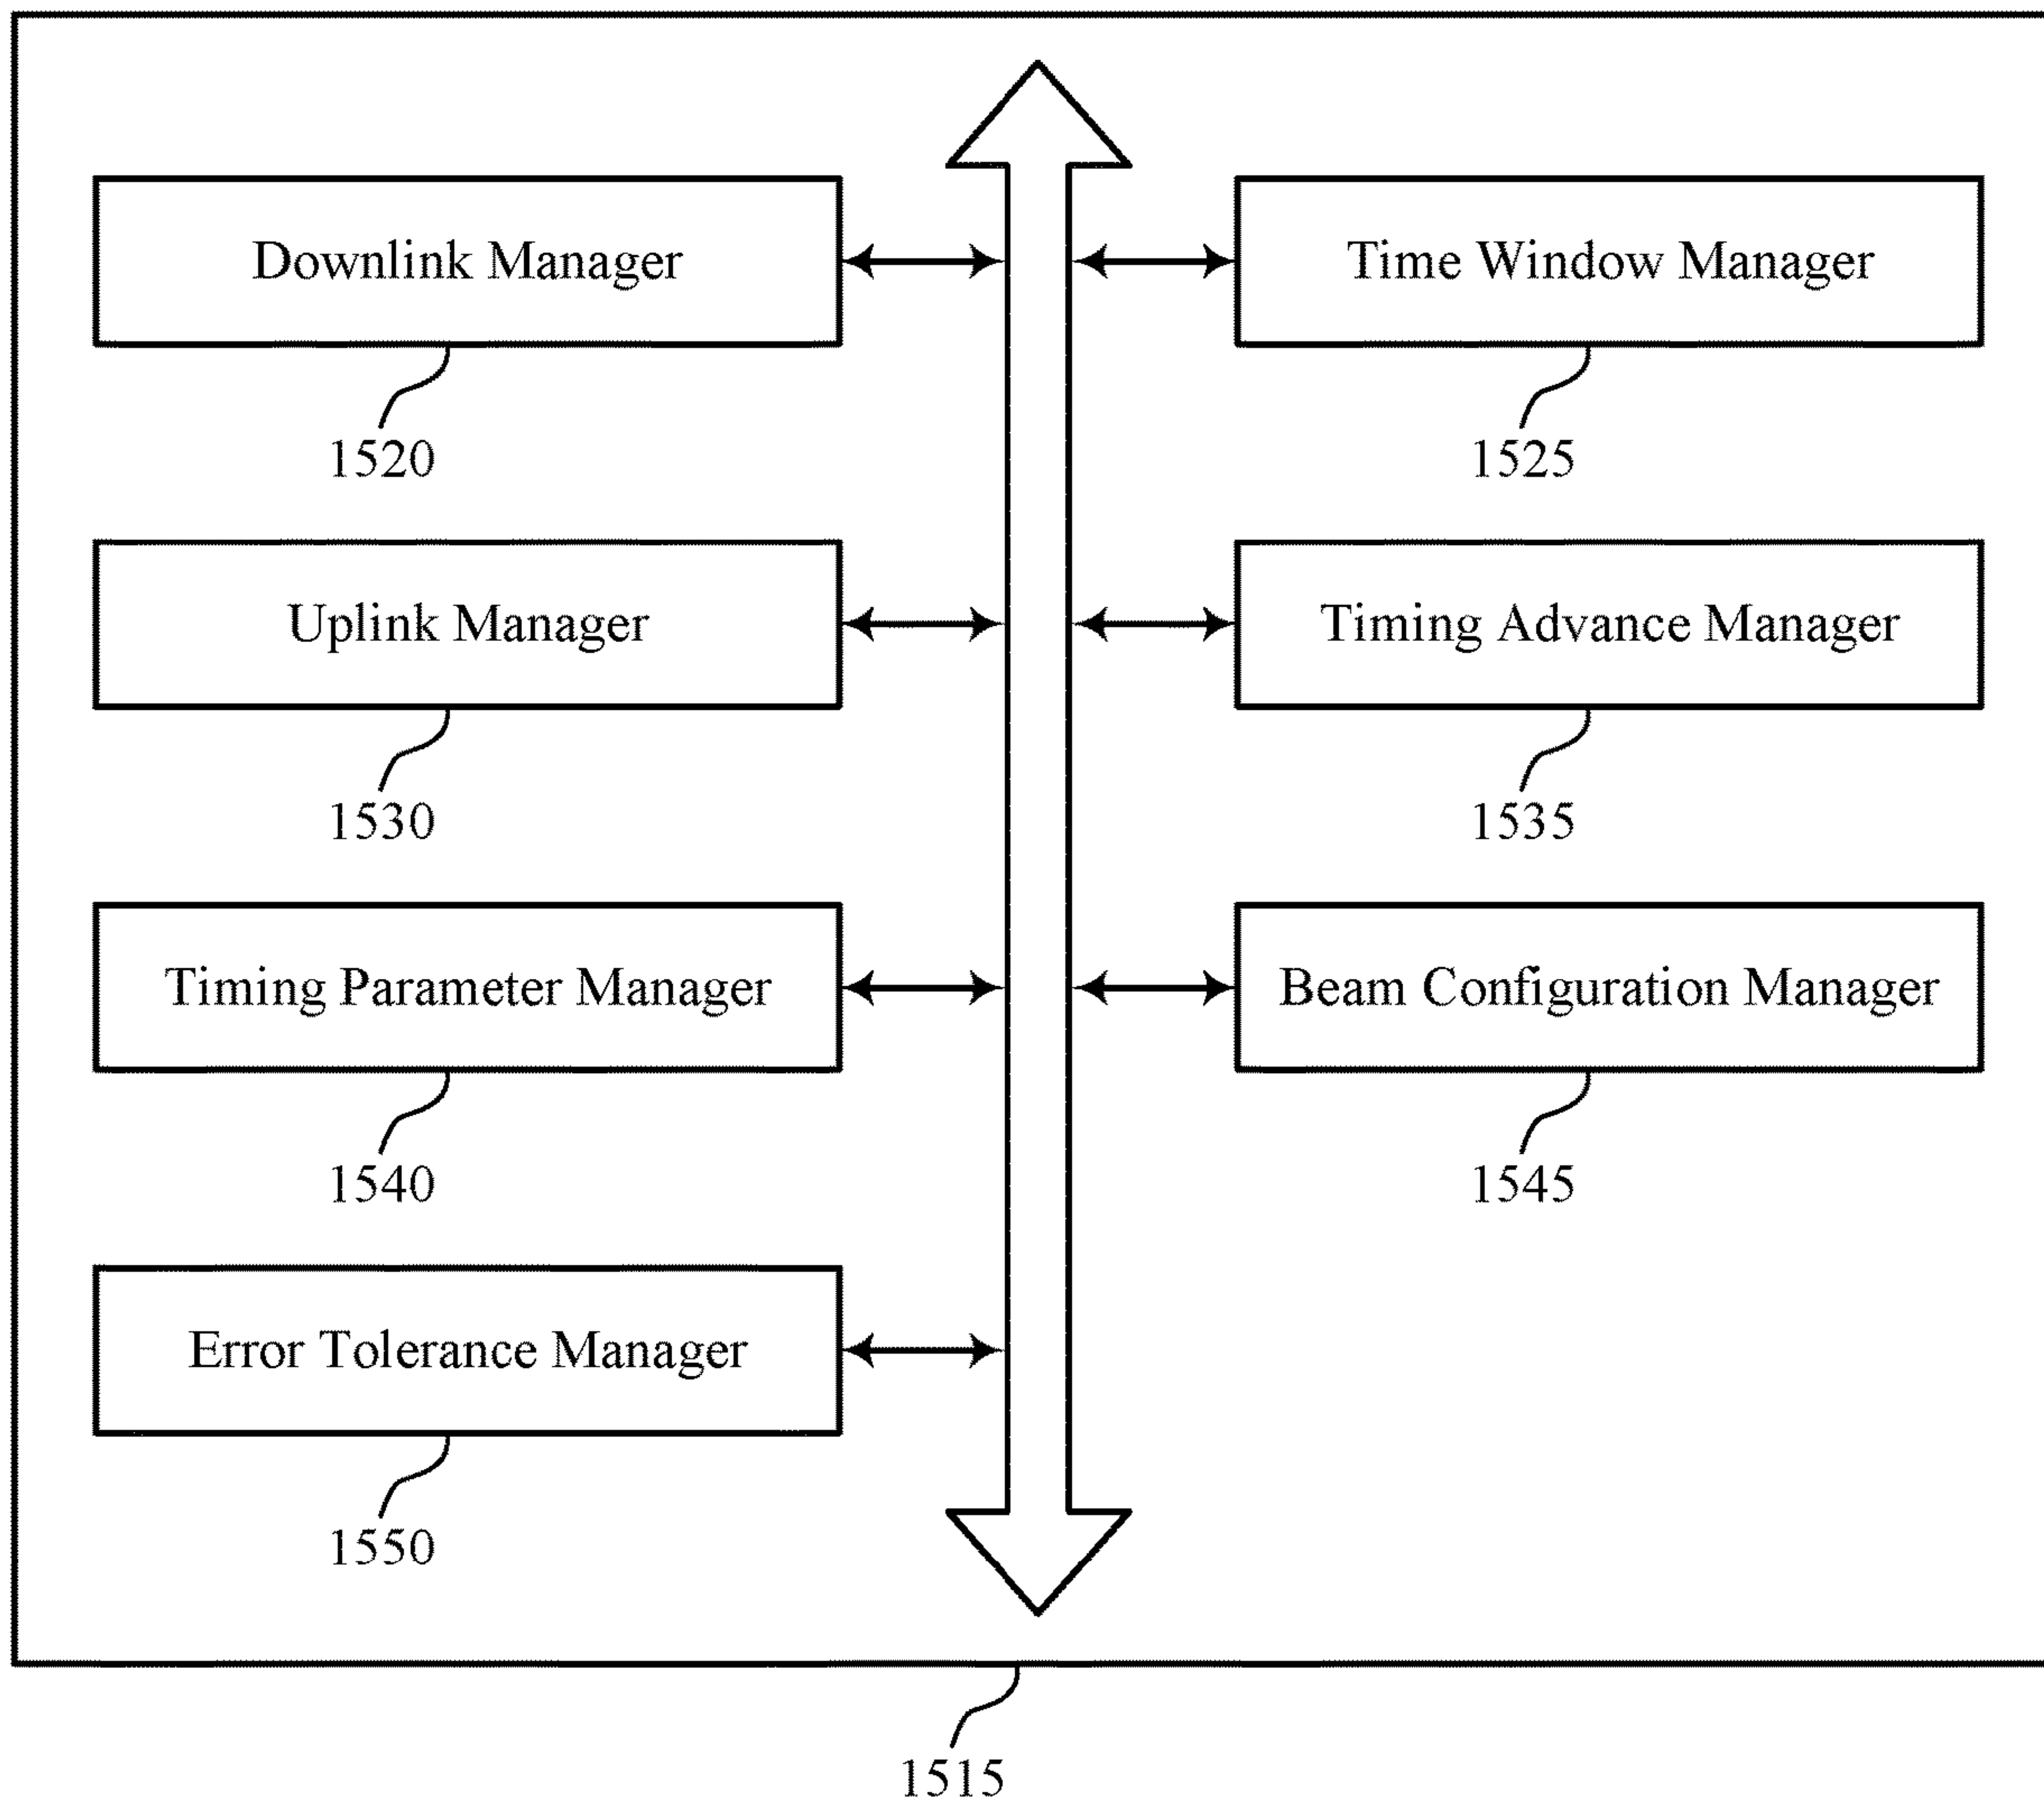 Downlink Manager
Time Window Manager
1520
1525
Uplink Manager
Timing Advance Manager
1530
1535
Timing Parameter Manager
Beam Configuration Manager
1540
1545
Error Tolerance Manager
1550
1515